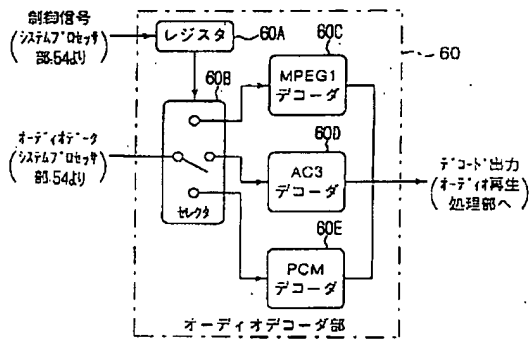 制御信号
(システムプロセッサ
部54より)
レジスタ
60A
60B
60C
60
MPEG1
デコーダ
オーディオデータ
(システムプロセッサ
部54より)
セレクタ
60D
AC3
デコーダ
デコード出力
(オーディオ再生
処理部へ)
60E
PCM
デコーダ
オーディオデコーダ部